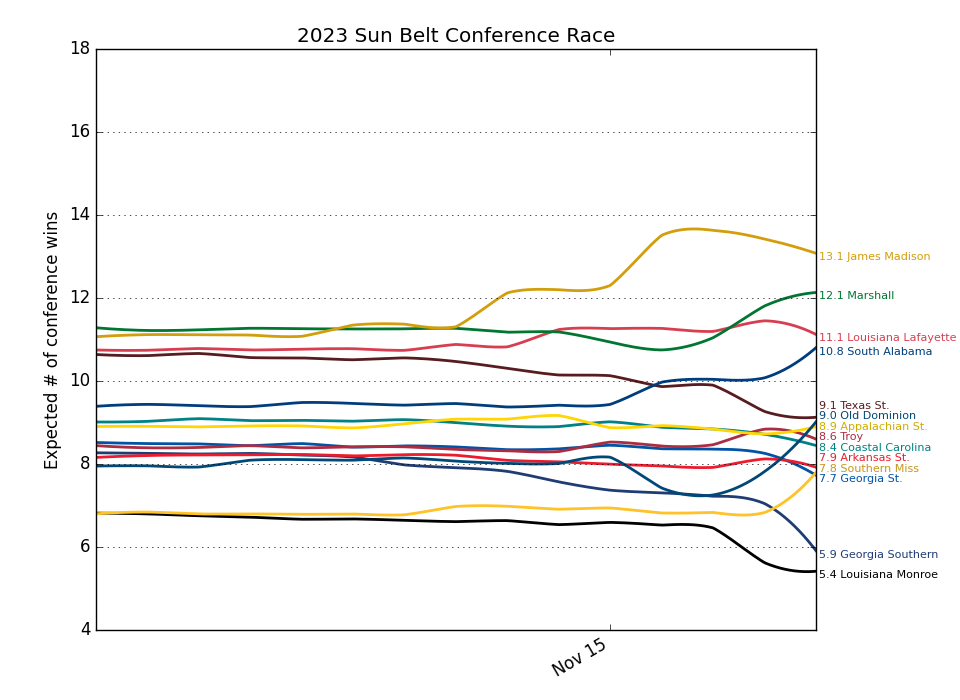 2023 Sun Belt Conference Race
Expected # of conference wins
18
16
14
12
10
8
6
4
Nov 15
13.1 James Madison
12.1 Marshall
11.1 Louisiana Lafayette
10.8 South Alabama
9.1 Texas St.
9.0 Old Dominion
8.9 Appalachian St.
8.6 Troy
8.4 Coastal Carolina
7.9 Arkansas St.
7.8 Southern Miss
7.7 Georgia St.
5.9 Georgia Southern
5.4 Louisiana Monroe